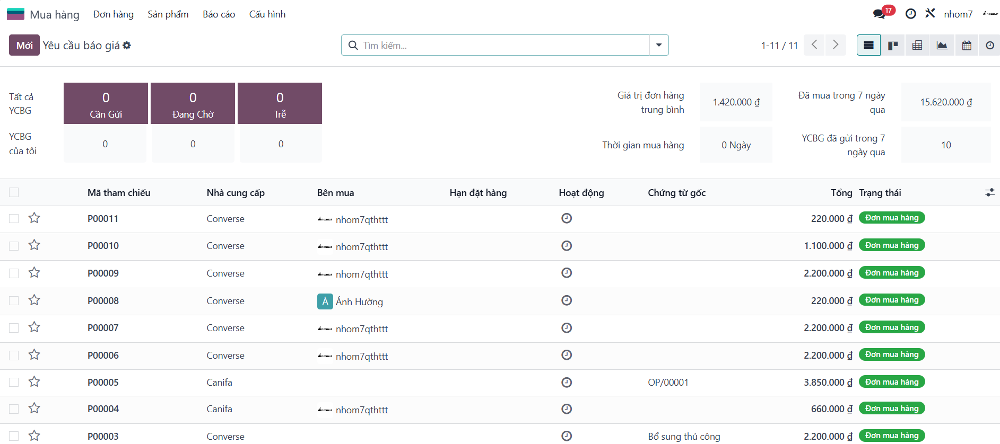 Mua hàng Đơn hàng Sản phẩm Báo cáo Cấu hình 17 nhom7 dinosaur
Mới Yêu cầu báo giá Tìm kiếm... 1-11 / 11
Tất cả YCBG
0 Cần Gửi
0 Đang Chờ
0 Trễ
Giá trị đơn hàng trung bình
1.420.000 ₫
Đã mua trong 7 ngày qua
15.620.000 ₫
YCBG của tôi
0
0
0
Thời gian mua hàng
0 Ngày
YCBG đã gửi trong 7 ngày qua
10
Mã tham chiếu Nhà cung cấp Bên mua Hạn đặt hàng Hoạt động Chứng từ gốc Tổng Trạng thái
P00011 Converse dinosaur nhom7qthttt 220.000 ₫ Đơn mua hàng
P00010 Converse dinosaur nhom7qthttt 1.100.000 ₫ Đơn mua hàng
P00009 Converse dinosaur nhom7qthttt 2.200.000 ₫ Đơn mua hàng
P00008 Converse Á Ánh Hường 220.000 ₫ Đơn mua hàng
P00007 Converse dinosaur nhom7qthttt 2.200.000 ₫ Đơn mua hàng
P00006 Converse dinosaur nhom7qthttt 2.200.000 ₫ Đơn mua hàng
P00005 Canifa OP/00001 3.850.000 ₫ Đơn mua hàng
P00004 Canifa dinosaur nhom7qthttt 660.000 ₫ Đơn mua hàng
P00003 Converse Bổ sung thủ công 2.200.000 ₫ Đơn mua hàng